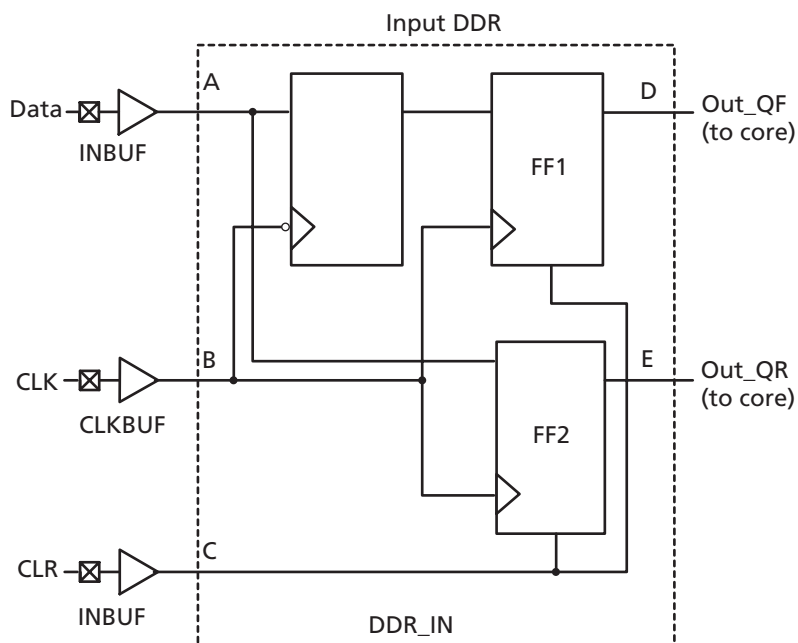 Input DDR
A
D
Data
Out_QF
(to core)
INBUF
FF1
B
E
CLK
Out_QR
(to core)
CLKBUF
FF2
C
CLR
INBUF
DDR_IN